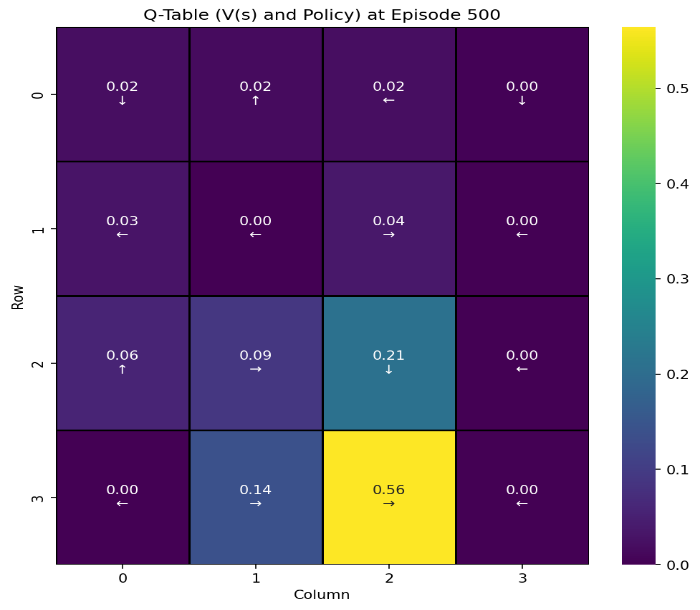 Q-Table (V(s) and Policy) at Episode 500
0.02 0.02 0.02 0.00
↓ ↑ ← ↓
0.03 0.00 0.04 0.00
← ← → ←
0.06 0.09 0.21 0.00
↑ → ↓ ←
0.00 0.14 0.56 0.00
← → → ←
0
1
2
3
Row
0 1 2 3
Column
0.5
0.4
0.3
0.2
0.1
0.0